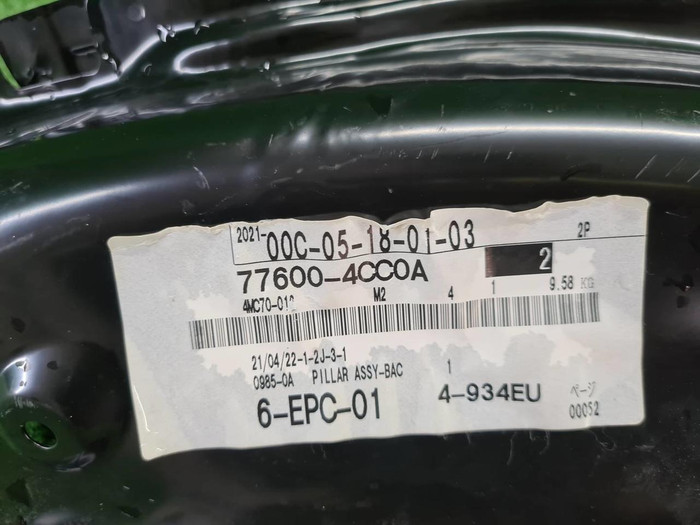 2021-00C-05-18-01-03 2P
77600-4CC0A 2
4MC70-01 M2 4 1 9.58 KG
21/04/22-1-2J-3-1
0985-0A PILLAR ASSY-BAC 1
6-EPC-01 4-934EU ページ
00052